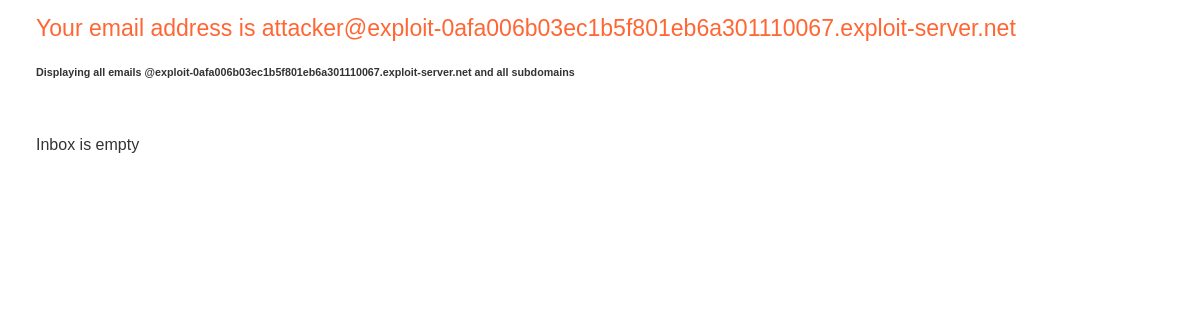 Your email address is attacker@exploit-0afa006b03ec1b5f801eb6a301110067.exploit-server.net
Displaying all emails @exploit-0afa006b03ec1b5f801eb6a301110067.exploit-server.net and all subdomains
Inbox is empty